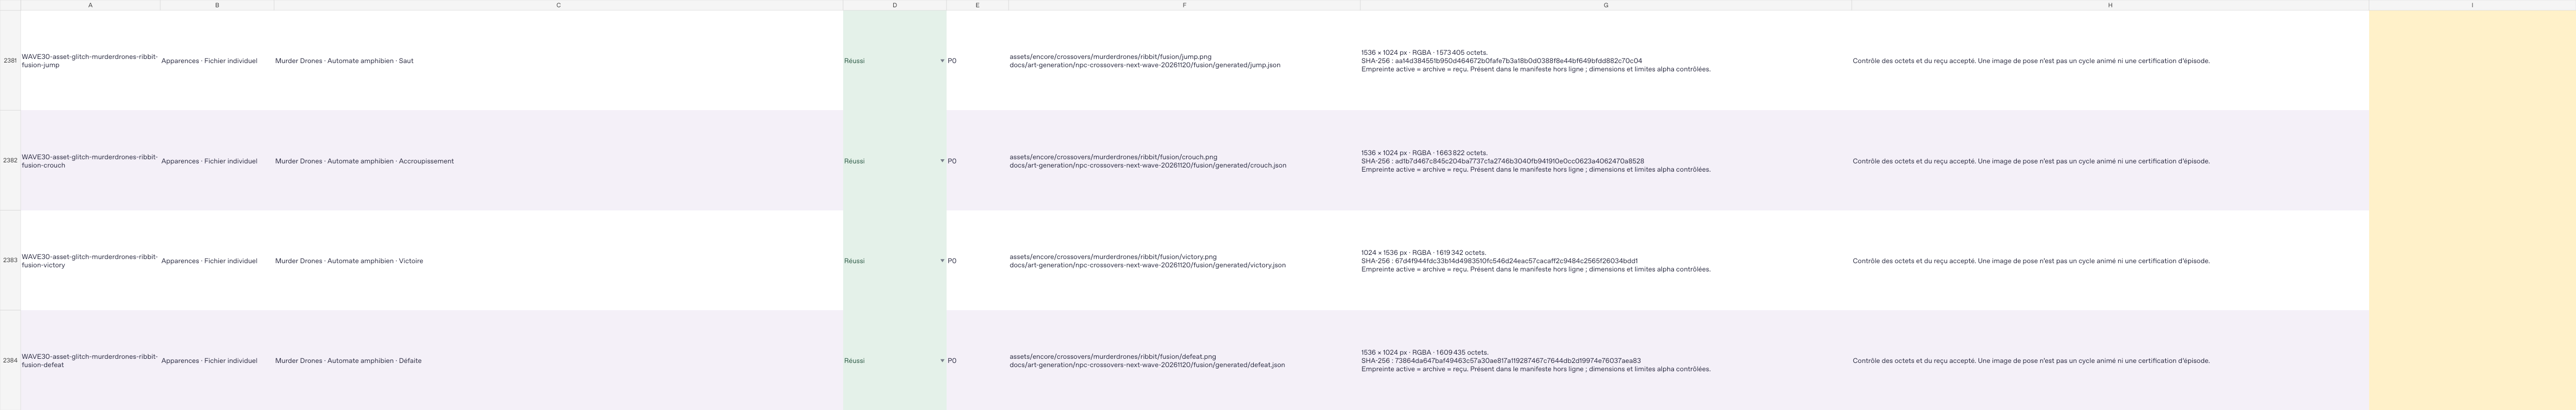 A B C D E F G H I
2381
WAVE30-asset-glitch-murderdrones-ribbit-
fusion-jump
Apparences · Fichier individuel
Murder Drones · Automate amphibien · Saut
Réussi
P0
assets/encore/crossovers/murderdrones/ribbit/fusion/jump.png
docs/art-generation/npc-crossovers-next-wave-20261120/fusion/generated/jump.json
1536 × 1024 px · RGBA · 1 573 405 octets.
SHA-256 : aaf4d384551b950d464672b0fafe7b3a18b0d0388f8e44bf649bfdd882c70c04
Empreinte active = archive = reçu. Présent dans le manifeste hors ligne ; dimensions et limites alpha contrôlées.
Contrôle des octets et du reçu accepté. Une image de pose n’est pas un cycle animé ni une certification d’épisode.
2382
WAVE30-asset-glitch-murderdrones-ribbit-
fusion-crouch
Apparences · Fichier individuel
Murder Drones · Automate amphibien · Accroupissement
Réussi
P0
assets/encore/crossovers/murderdrones/ribbit/fusion/crouch.png
docs/art-generation/npc-crossovers-next-wave-20261120/fusion/generated/crouch.json
1536 × 1024 px · RGBA · 1 663 822 octets.
SHA-256 : ad1b7d467c845c204ba7737c1a2746b3040fb941910e0cc0623a4062470a8528
Empreinte active = archive = reçu. Présent dans le manifeste hors ligne ; dimensions et limites alpha contrôlées.
Contrôle des octets et du reçu accepté. Une image de pose n’est pas un cycle animé ni une certification d’épisode.
2383
WAVE30-asset-glitch-murderdrones-ribbit-
fusion-victory
Apparences · Fichier individuel
Murder Drones · Automate amphibien · Victoire
Réussi
P0
assets/encore/crossovers/murderdrones/ribbit/fusion/victory.png
docs/art-generation/npc-crossovers-next-wave-20261120/fusion/generated/victory.json
1024 × 1536 px · RGBA · 1 619 342 octets.
SHA-256 : 67d4f944fdc33b14d4983510fc546d24eac57cacaff2c9484c2565f26034bdd1
Empreinte active = archive = reçu. Présent dans le manifeste hors ligne ; dimensions et limites alpha contrôlées.
Contrôle des octets et du reçu accepté. Une image de pose n’est pas un cycle animé ni une certification d’épisode.
2384
WAVE30-asset-glitch-murderdrones-ribbit-
fusion-defeat
Apparences · Fichier individuel
Murder Drones · Automate amphibien · Défaite
Réussi
P0
assets/encore/crossovers/murderdrones/ribbit/fusion/defeat.png
docs/art-generation/npc-crossovers-next-wave-20261120/fusion/generated/defeat.json
1536 × 1024 px · RGBA · 1 609 435 octets.
SHA-256 : 73864da647baf49463c57a30ae817a119287467c7644db2d19974e76037aea83
Empreinte active = archive = reçu. Présent dans le manifeste hors ligne ; dimensions et limites alpha contrôlées.
Contrôle des octets et du reçu accepté. Une image de pose n’est pas un cycle animé ni une certification d’épisode.